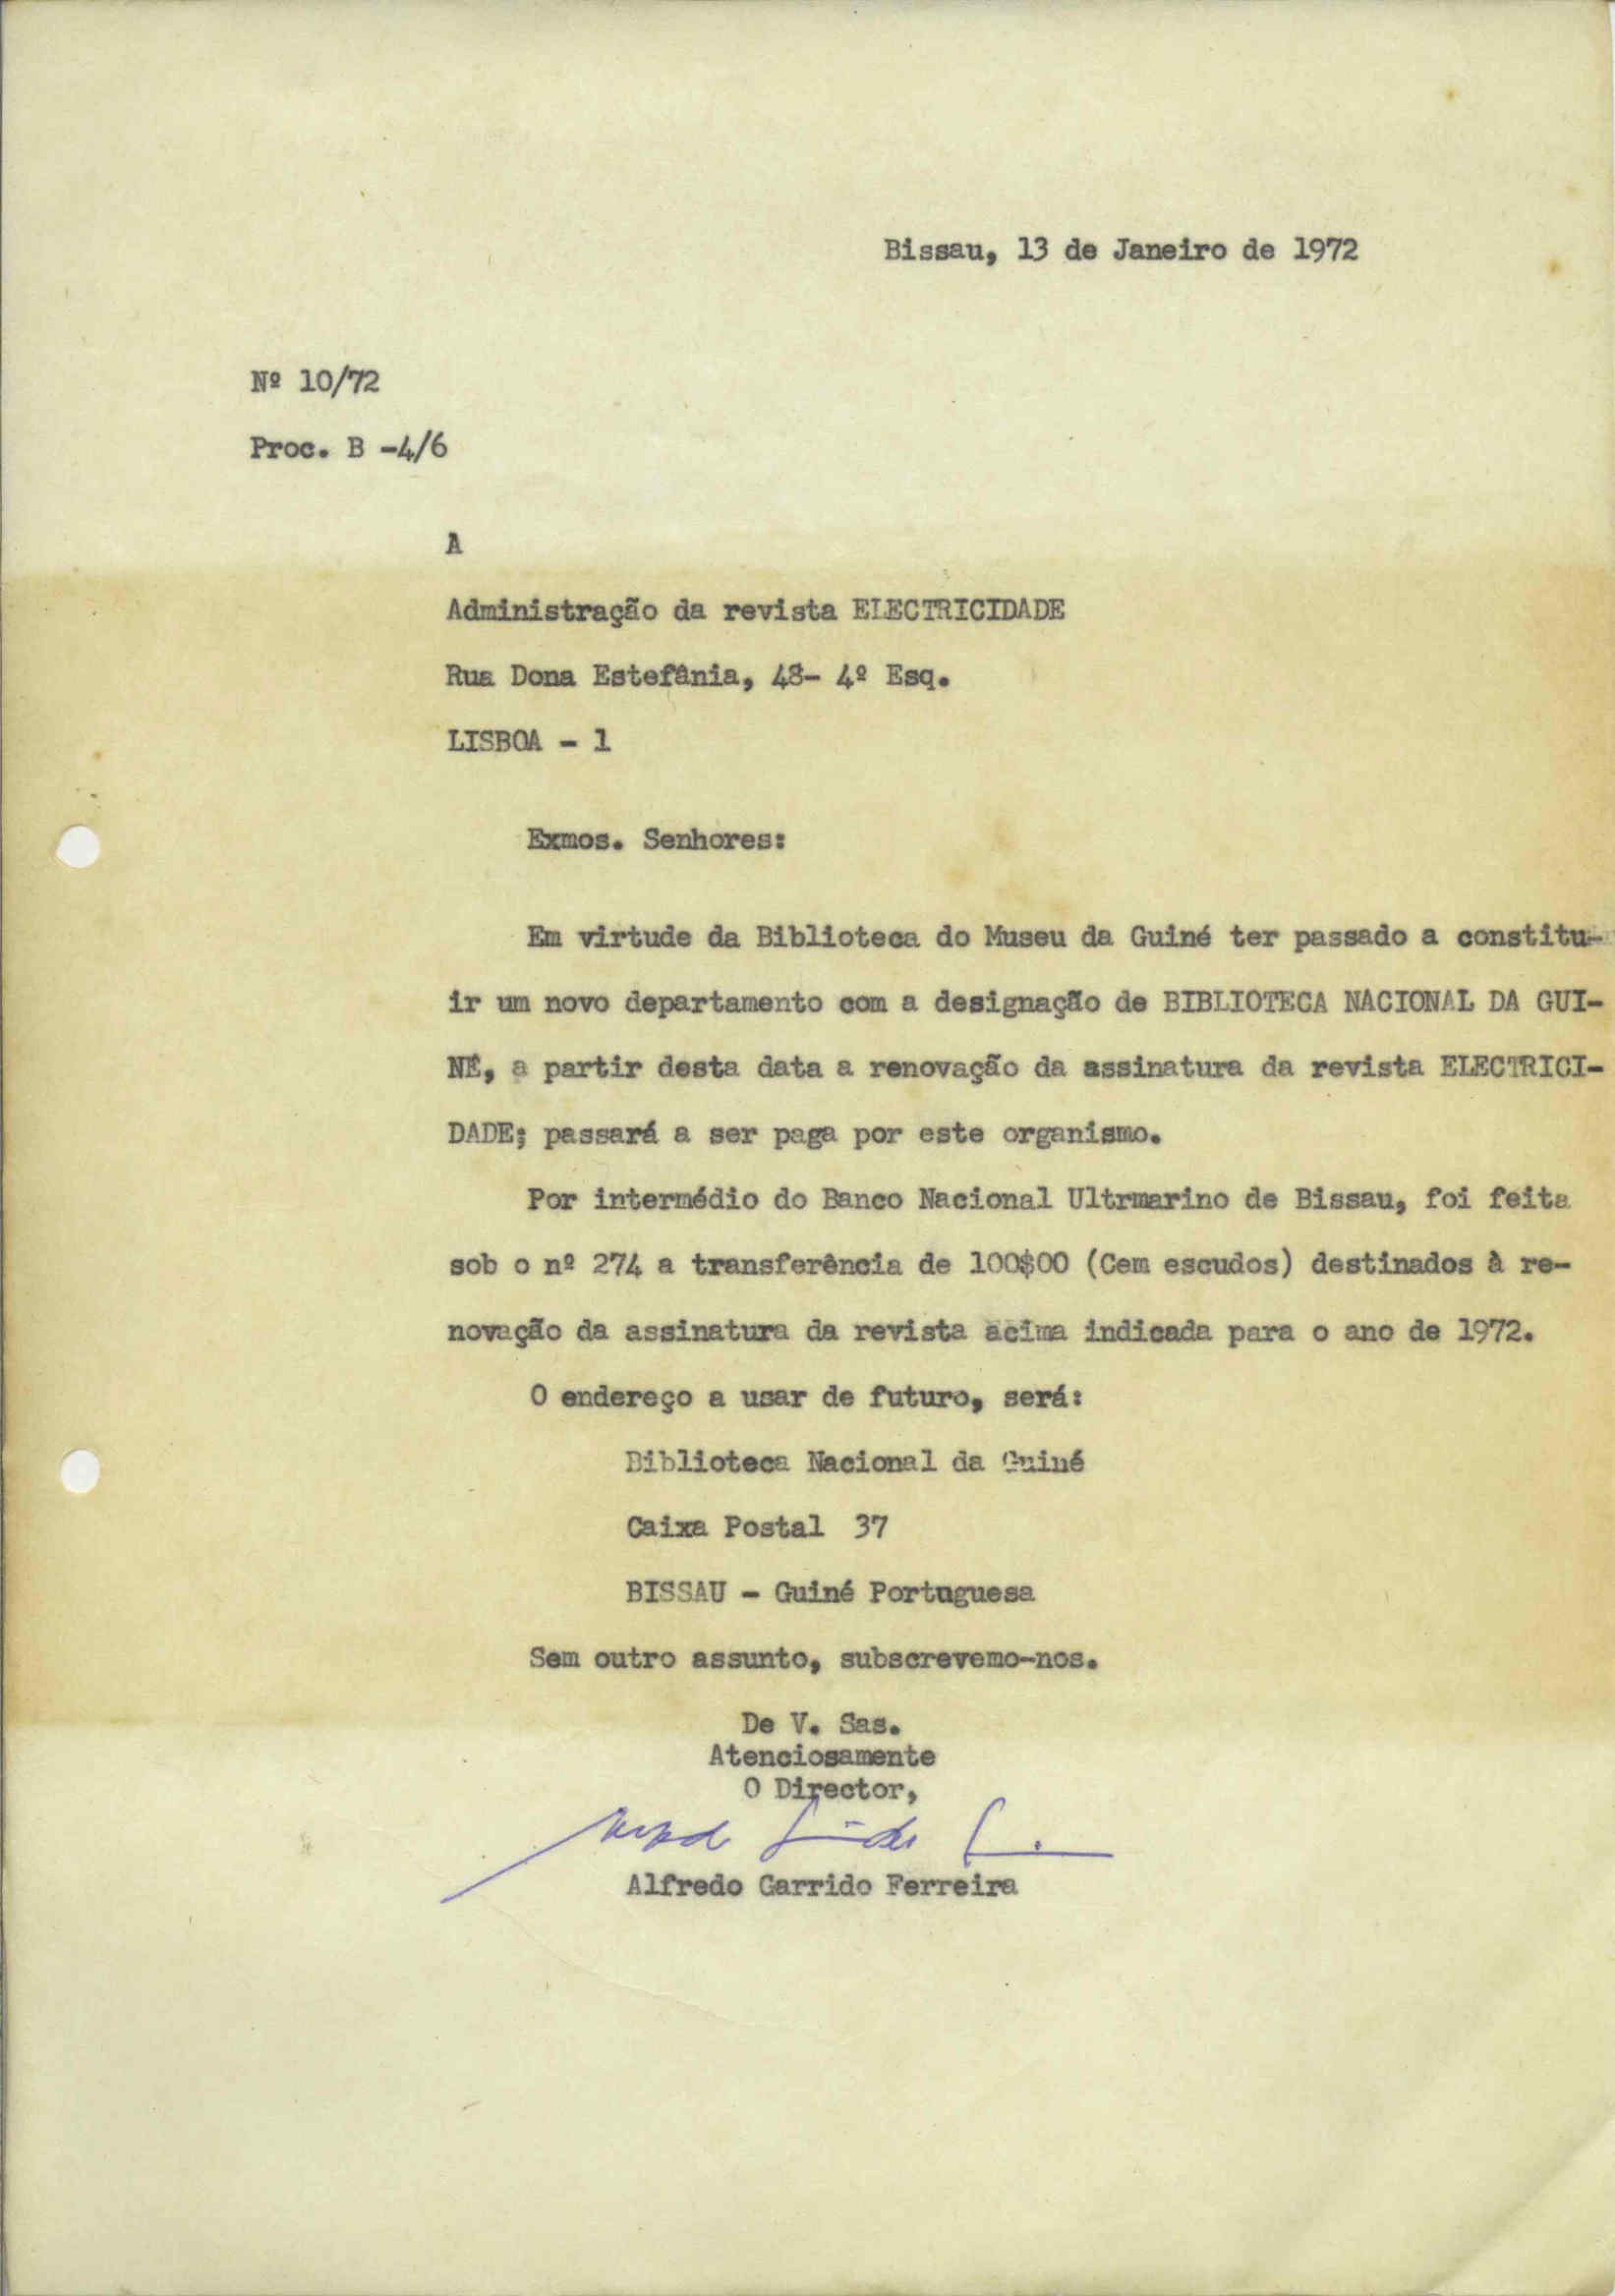 Bissau, 13 de Janeiro de 1972
Nº 10/72
Proc. B -4/6
A
Administração da revista ELECTRICIDADE
Rua Dona Estefânia, 48- 4º Esq.
LISBOA - 1
Exmos. Senhores:
Em virtude da Biblioteca do Museu da Guiné ter passado a constitu-
ir um novo departamento com a designação de BIBLIOTECA NACIONAL DA GUI-
NÉ, a partir desta data a renovação da assinatura da revista ELECTRICI-
DADE; passará a ser paga por este organismo.
Por intermédio do Banco Nacional Ultrmarino de Bissau, foi feita
sob o nº 274 a transferência de 100$00 (Cem escudos) destinados à re-
novação da assinatura da revista acima indicada para o ano de 1972.
O endereço a usar de futuro, será:
Biblioteca Nacional da Guiné
Caixa Postal 37
BISSAU - Guiné Portuguesa
Sem outro assunto, subscrevemo-nos.
De V. Sas.
Atenciosamente
O Director,
Alfredo Garrido Ferreira